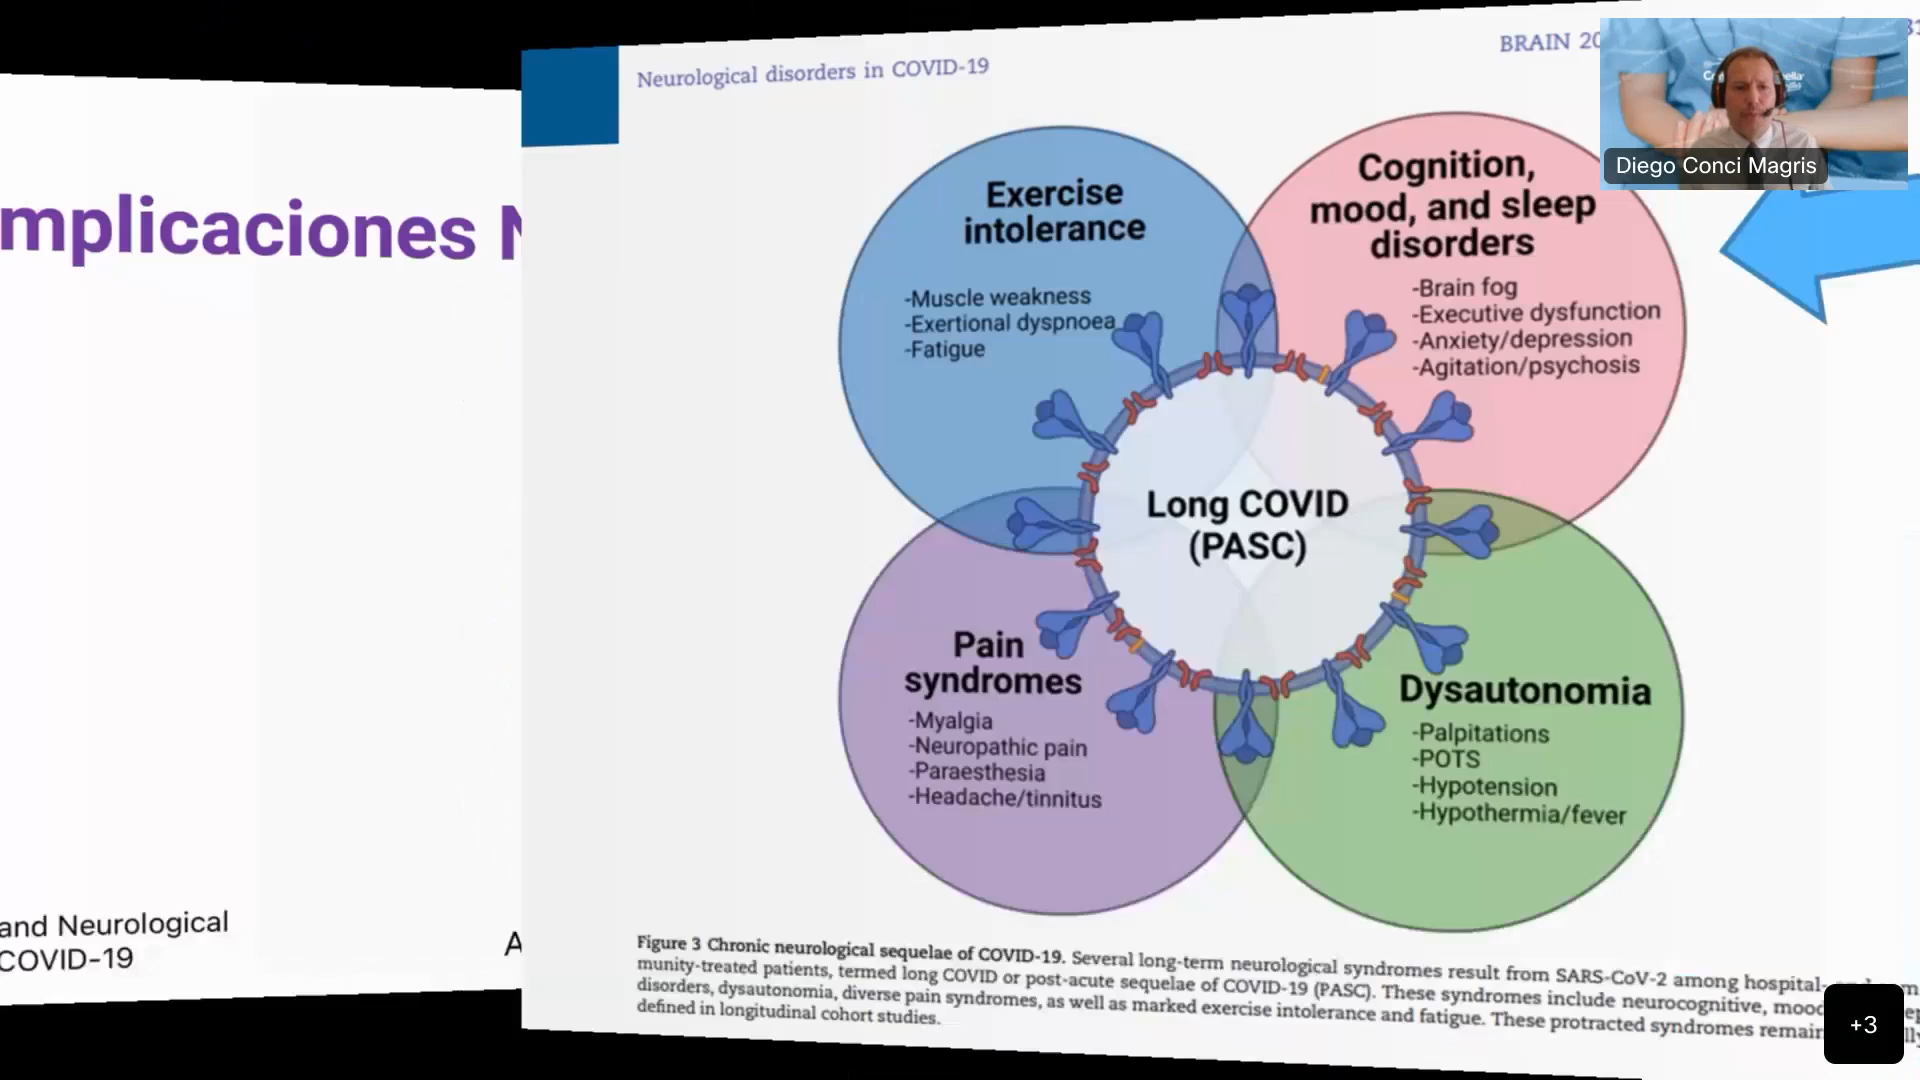 mplicaciones N
and Neurological
COVID-19
A
Neurological disorders in COVID-19
BRAIN 20
Diego Conci Magris
Exercise
intolerance
-Muscle weakness
-Exertional dyspnoea
-Fatigue
Cognition,
mood, and sleep
disorders
-Brain fog
-Executive dysfunction
-Anxiety/depression
-Agitation/psychosis
Long COVID
(PASC)
Pain
syndromes
-Myalgia
-Neuropathic pain
-Paraesthesia
-Headache/tinnitus
Dysautonomia
-Palpitations
-POTS
-Hypotension
-Hypothermia/fever
Figure 3 Chronic neurological sequelae of COVID-19. Several long-term neurological syndromes result from SARS-CoV-2 among hospital-
munity-treated patients, termed long COVID or post-acute sequelae of COVID-19 (PASC). These syndromes include neurocognitive, mood
disorders, dysautonomia, diverse pain syndromes, as well as marked exercise intolerance and fatigue. These protracted syndromes remain
defined in longitudinal cohort studies.
+3